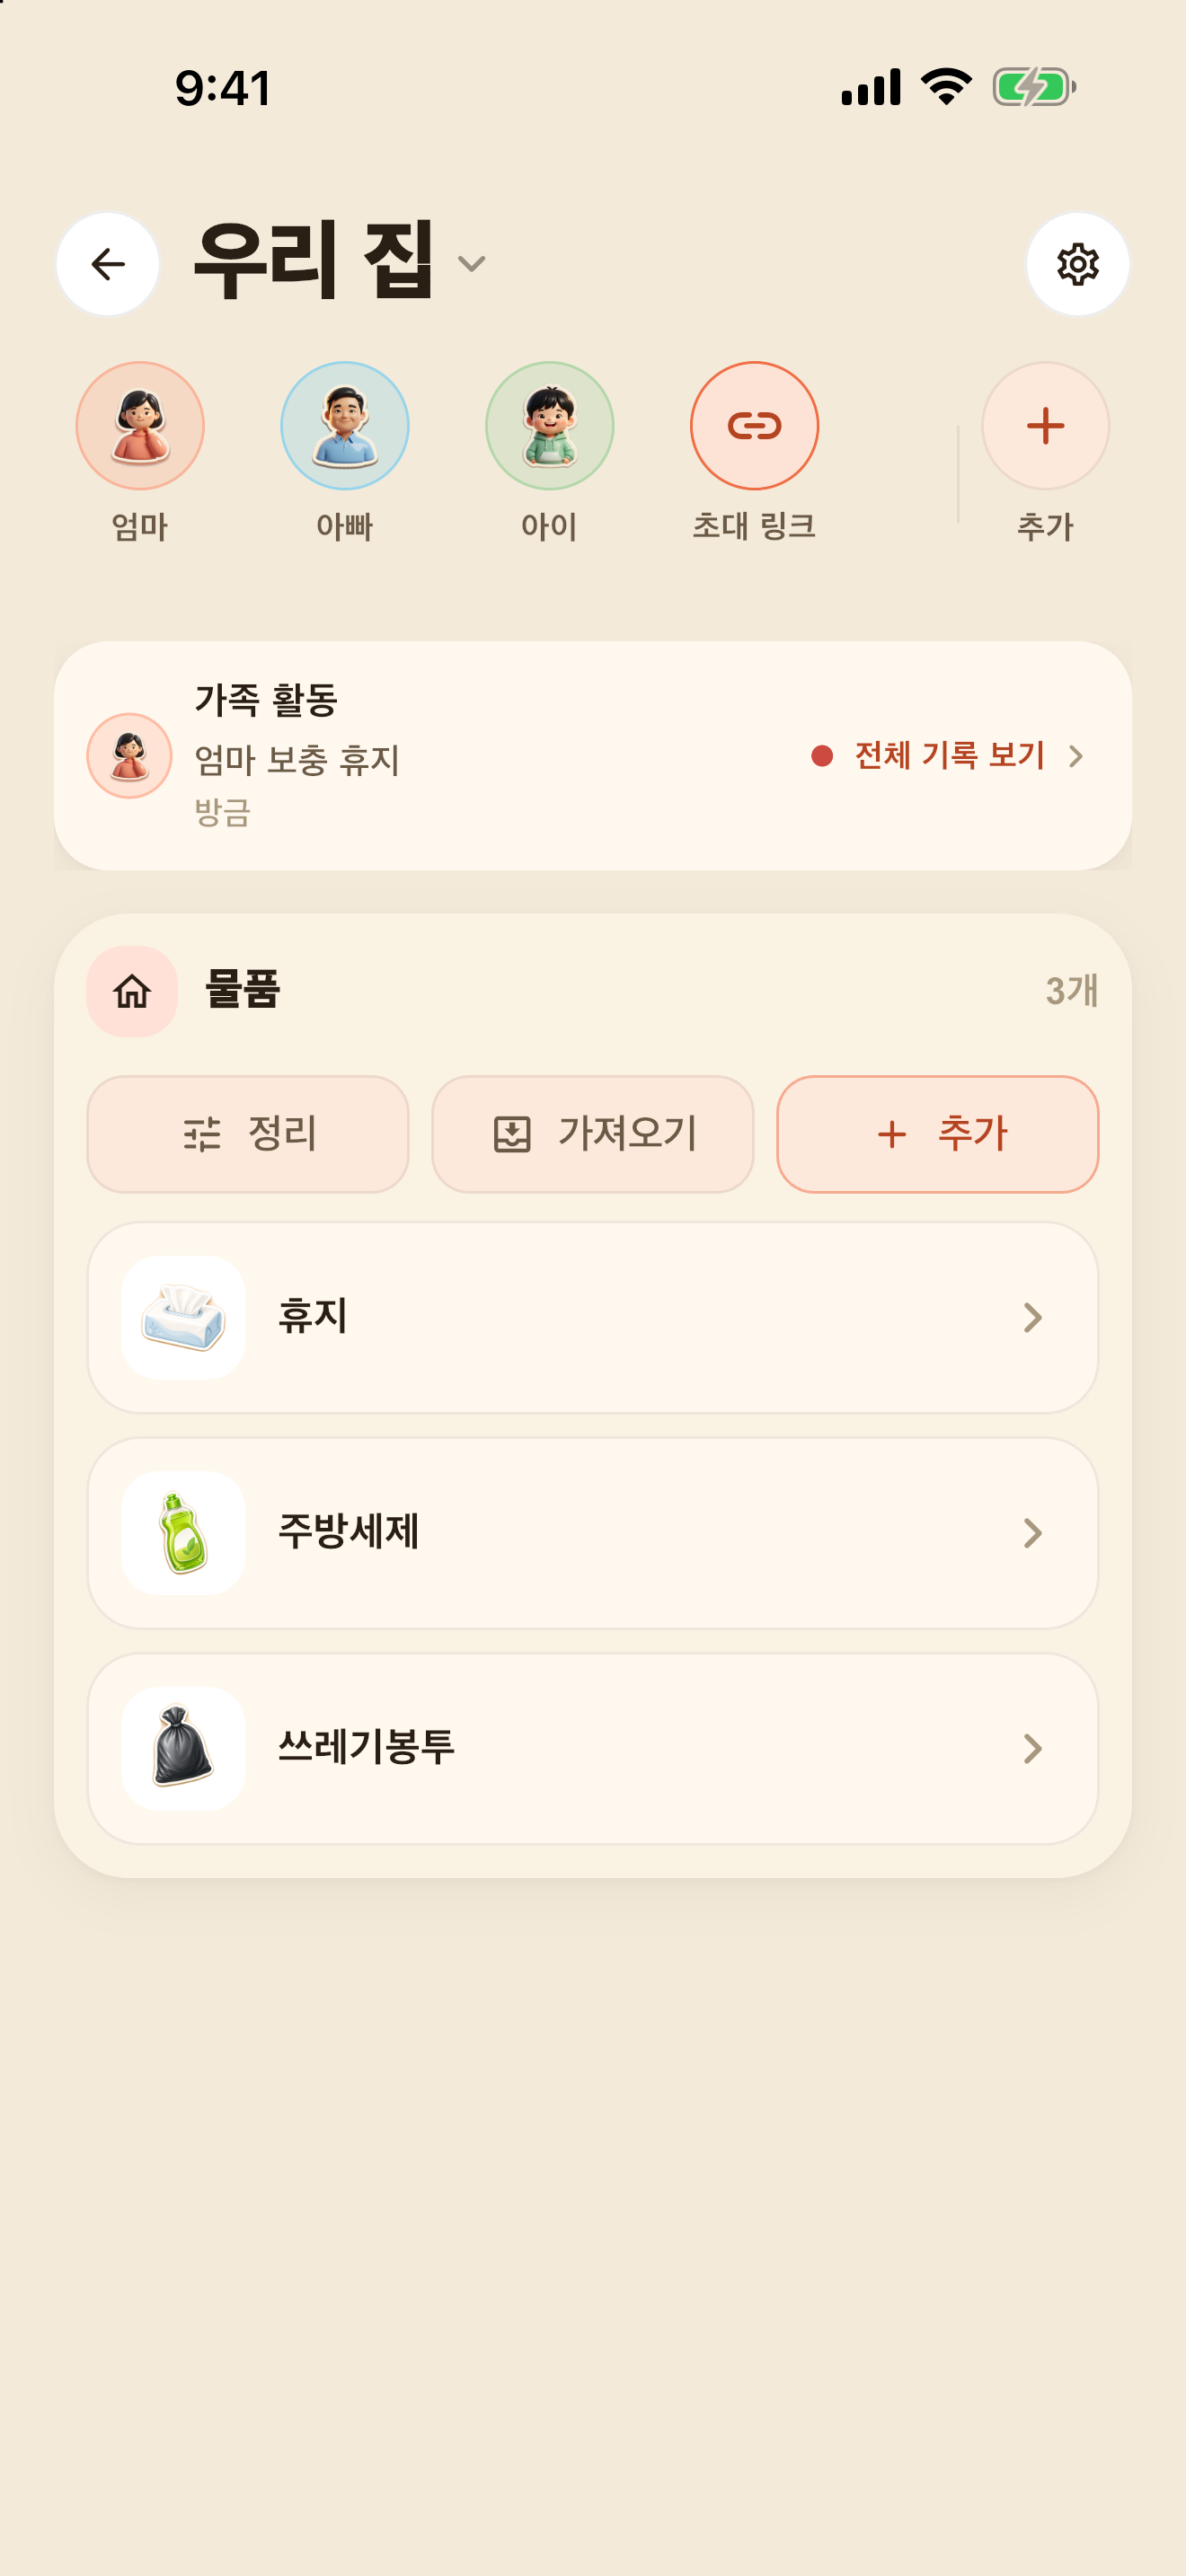 9:41
우리 집
엄마
아빠
아이
초대 링크
추가
가족 활동
엄마 보충 휴지
방금
전체 기록 보기
물품
3개
정리
가져오기
추가
휴지
주방세제
쓰레기봉투